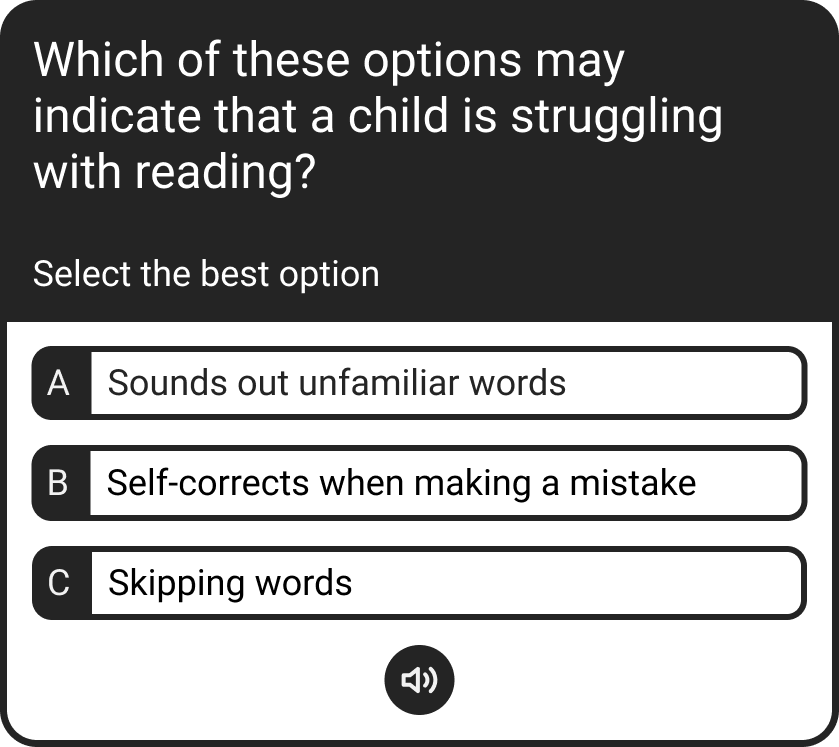 Which of these options may
indicate that a child is struggling
with reading?
Select the best option
A Sounds out unfamiliar words
B Self-corrects when making a mistake
C Skipping words